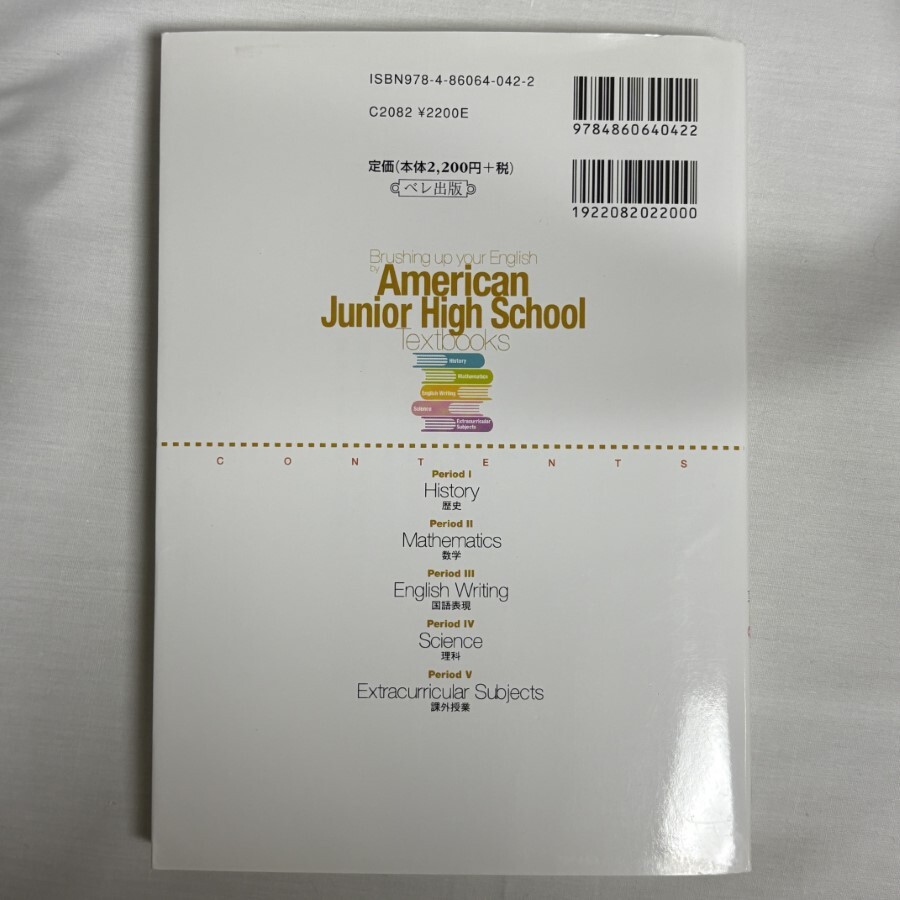 ISBN978-4-86064-042-2
C2082 ¥2200E
9784860640422
定価(本体2,200円+税)
ベレ出版
1922082022000
Brushing up your English
by American
Junior High School
Textbooks
History
Mathematics
English Writing
Science
Extracurricular
Subjects
CONTENTS
Period I
History
歴史
Period II
Mathematics
数学
Period III
English Writing
国語表現
Period IV
Science
理科
Period V
Extracurricular Subjects
課外授業